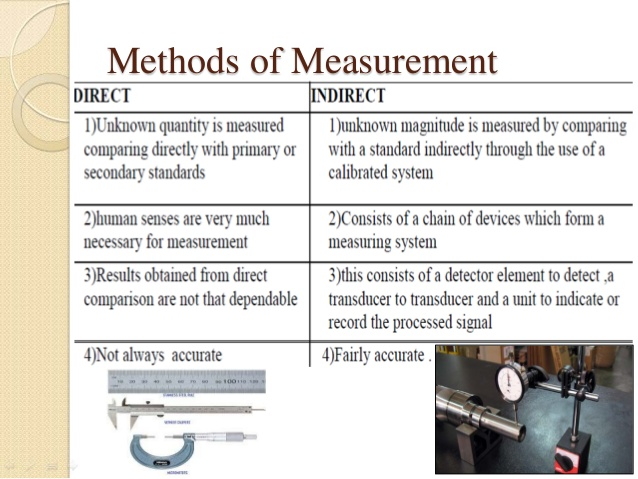 Methods of Measurement
DIRECT
1)Unknown quantity is measured
comparing directly with primary or
secondary standards
2)human senses are very much
necessary for measurement
3)Results obtained from direct
comparison are not that dependable
4)Not always accurate
INDIRECT
1)unknown magnitude is measured by comparing
with a standard indirectly through the use of a
calibrated system
2)Consists of a chain of devices which form a
measuring system
3)this consists of a detector element to detect ,a
transducer to transducer and a unit to indicate or
record the processed signal
4)Fairly accurate .
100